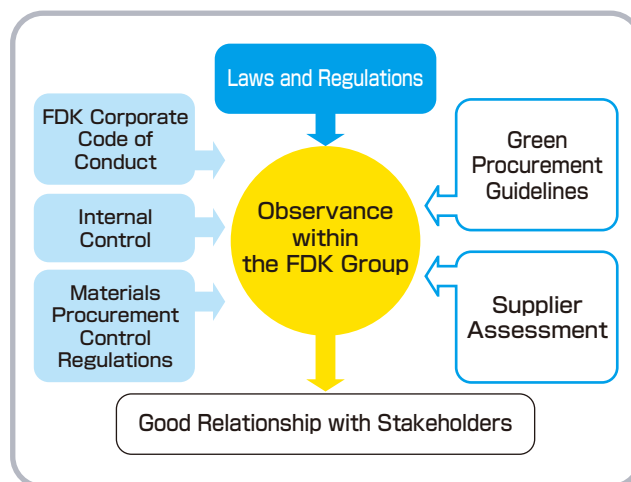 Laws and Regulations
FDK Corporate
Code of
Conduct
Internal
Control
Materials
Procurement
Control
Regulations
Observance
within
the FDK Group
Green
Procurement
Guidelines
Supplier
Assessment
Good Relationship with Stakeholders